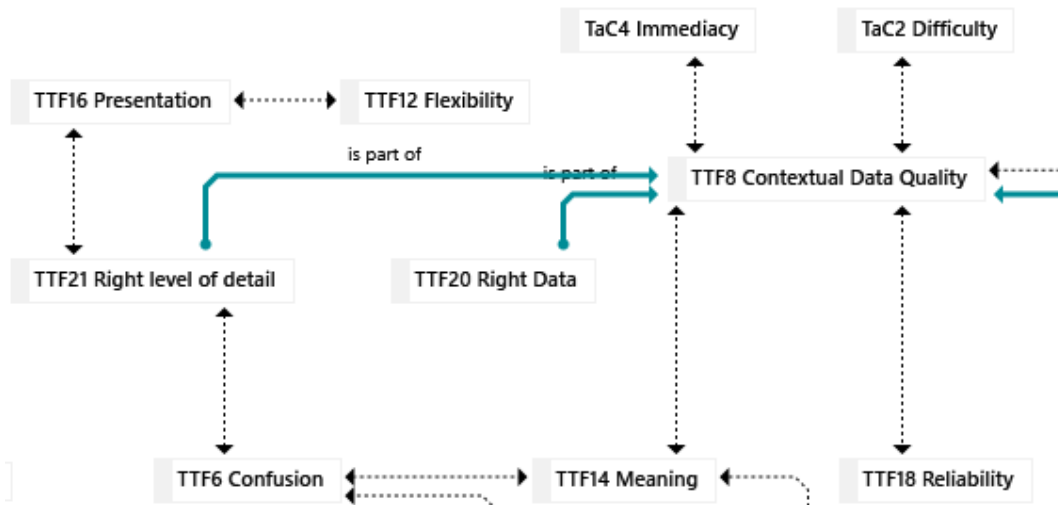 TaC4 Immediacy
TaC2 Difficulty
TTF16 Presentation
TTF12 Flexibility
is part of
is part of
TTF8 Contextual Data Quality
TTF21 Right level of detail
TTF20 Right Data
TTF6 Confusion
TTF14 Meaning
TTF18 Reliability